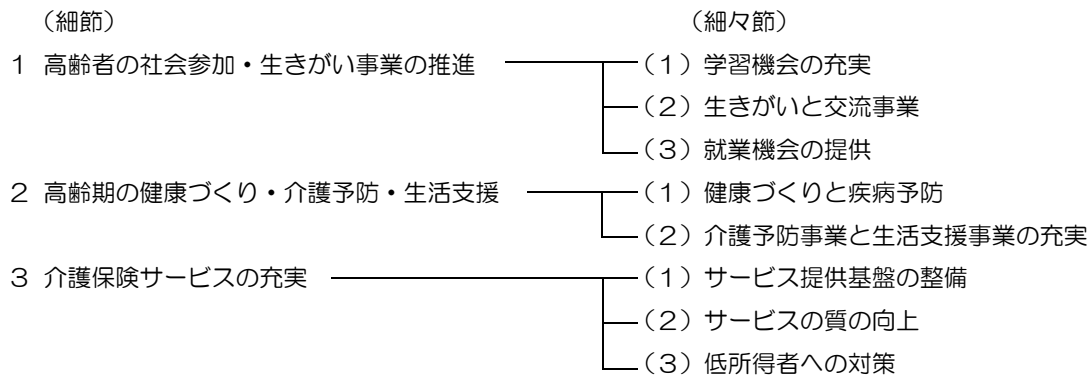 （細節） （細々節）
１ 高齢者の社会参加・生きがい事業の推進 （１）学習機会の充実
（２）生きがいと交流事業
（３）就業機会の提供
２ 高齢期の健康づくり・介護予防・生活支援 （１）健康づくりと疾病予防
（２）介護予防事業と生活支援事業の充実
３ 介護保険サービスの充実 （１）サービス提供基盤の整備
（２）サービスの質の向上
（３）低所得者への対策